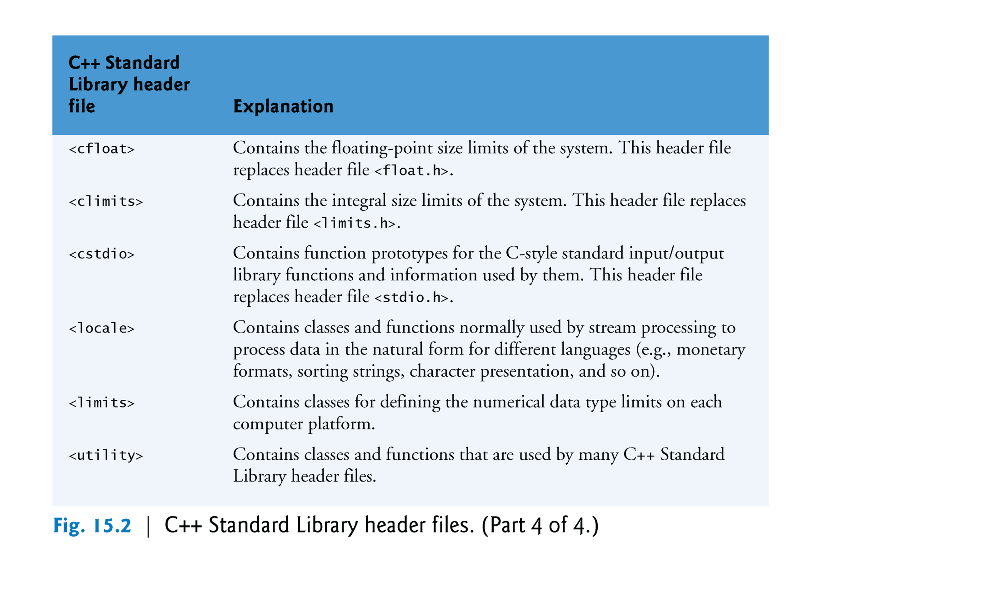 C++ Standard
Library header
file
Explanation
<cfloat>
Contains the floating-point size limits of the system. This header file
replaces header file <float.h>.
<climits>
Contains the integral size limits of the system. This header file replaces
header file <limits.h>.
<cstdio>
Contains function prototypes for the C-style standard input/output
library functions and information used by them. This header file
replaces header file <stdio.h>.
<locale>
Contains classes and functions normally used by stream processing to
process data in the natural form for different languages (e.g., monetary
formats, sorting strings, character presentation, and so on).
<limits>
Contains classes for defining the numerical data type limits on each
computer platform.
<utility>
Contains classes and functions that are used by many C++ Standard
Library header files.
Fig. 15.2 | C++ Standard Library header files. (Part 4 of 4.)